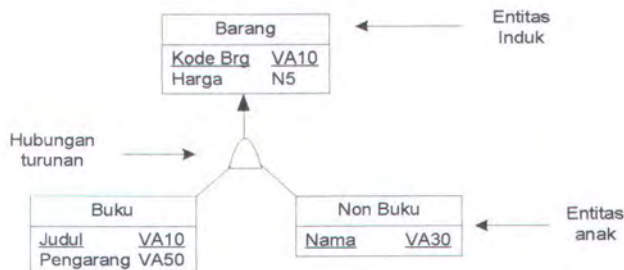 Barang
Kode Brg VA10
Harga N5
Entitas
Induk
Hubungan
turunan
Buku
Judul VA10
Pengarang VA50
Non Buku
Nama VA30
Entitas
anak